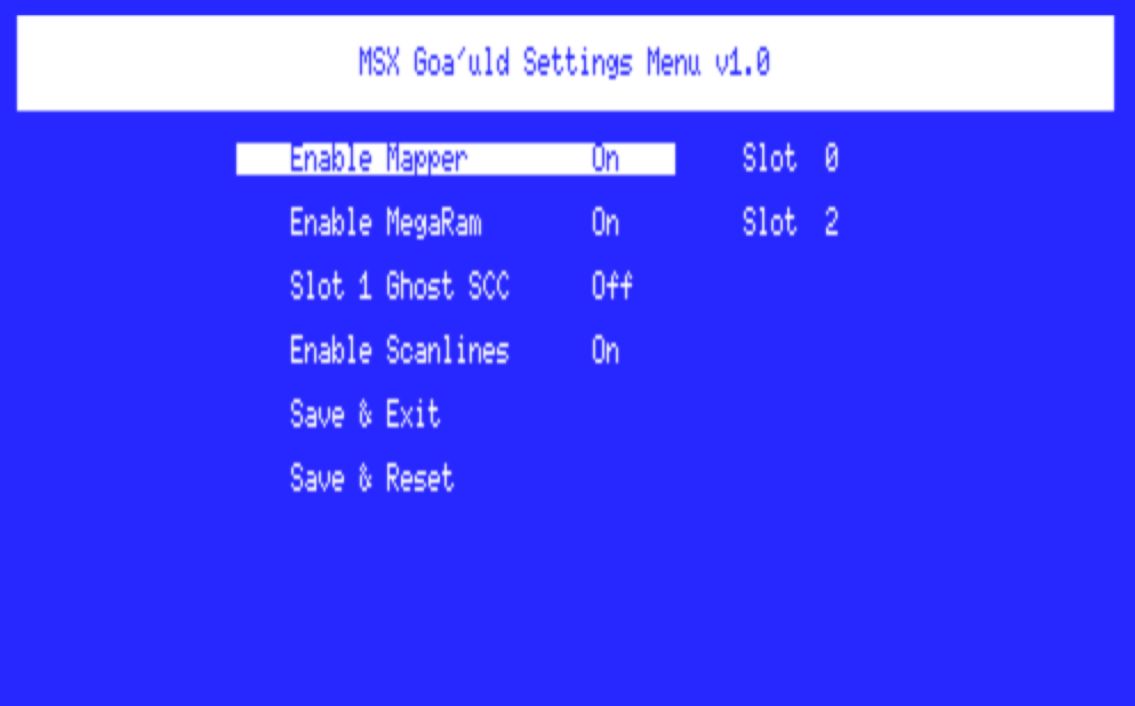 MSX Goa´uld Settings Menu v1.0
Enable Mapper On Slot 0
Enable MegaRam On Slot 2
Slot 1 Ghost SCC Off
Enable Scanlines On
Save & Exit
Save & Reset